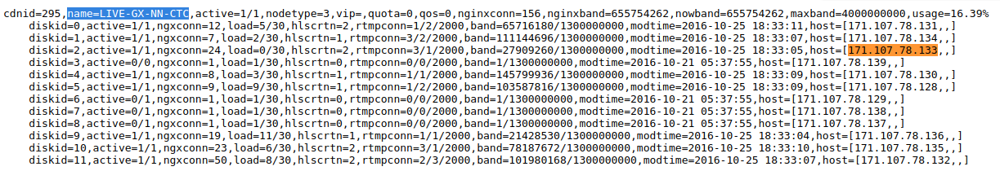 cdnid=295,name=LIVE-GX-NN-CTC,active=1/1,nodetype=3,vip=,quota=0,qos=0,nginxconn=156,nginxband=655754262,nowband=655754262,maxband=4000000000,usage=16.39%
diskid=0,active=1/1,ngxconn=12,load=5/30,hlscrtn=2,rtmpconn=1/2/2000,band=65716180/1300000000,modtime=2016-10-25 18:33:11,host=[171.107.78.131,,]
diskid=1,active=1/1,ngxconn=7,load=2/30,hlscrtn=1,rtmpconn=2/2/2000,band=111144696/1300000000,modtime=2016-10-25 18:33:07,host=[171.107.78.134,,]
diskid=2,active=1/1,ngxconn=24,load=0/30,hlscrtn=2,rtmpconn=3/1/2000,band=27909260/1300000000,modtime=2016-10-25 18:33:05,host=[171.107.78.133,,]
diskid=3,active=0/0,ngxconn=1,load=1/30,hlscrtn=0,rtmpconn=0/0/2000,band=1/1300000000,modtime=2016-10-21 05:37:55,host=[171.107.78.139,,]
diskid=4,active=1/1,ngxconn=8,load=3/30,hlscrtn=1,rtmpconn=2/1/2000,band=145799936/1300000000,modtime=2016-10-25 18:33:09,host=[171.107.78.130,,]
diskid=5,active=1/1,ngxconn=9,load=9/30,hlscrtn=1,rtmpconn=1/2/2000,band=103587816/1300000000,modtime=2016-10-25 18:33:09,host=[171.107.78.128,,]
diskid=6,active=0/1,ngxconn=1,load=1/30,hlscrtn=0,rtmpconn=0/0/2000,band=1/1300000000,modtime=2016-10-21 05:37:55,host=[171.107.78.129,,]
diskid=7,active=0/1,ngxconn=1,load=1/30,hlscrtn=0,rtmpconn=0/0/2000,band=1/1300000000,modtime=2016-10-21 05:37:55,host=[171.107.78.138,,]
diskid=8,active=0/1,ngxconn=1,load=1/30,hlscrtn=0,rtmpconn=0/0/2000,band=1/1300000000,modtime=2016-10-21 05:37:55,host=[171.107.78.137,,]
diskid=9,active=1/1,ngxconn=19,load=11/30,hlscrtn=1,rtmpconn=1/1/2000,band=21428530/1300000000,modtime=2016-10-25 18:33:04,host=[171.107.78.136,,]
diskid=10,active=1/1,ngxconn=23,load=6/30,hlscrtn=2,rtmpconn=3/1/2000,band=78187672/1300000000,modtime=2016-10-25 18:33:10,host=[171.107.78.135,,]
diskid=11,active=1/1,ngxconn=50,load=8/30,hlscrtn=2,rtmpconn=2/3/2000,band=101980168/1300000000,modtime=2016-10-25 18:33:07,host=[171.107.78.132,,]